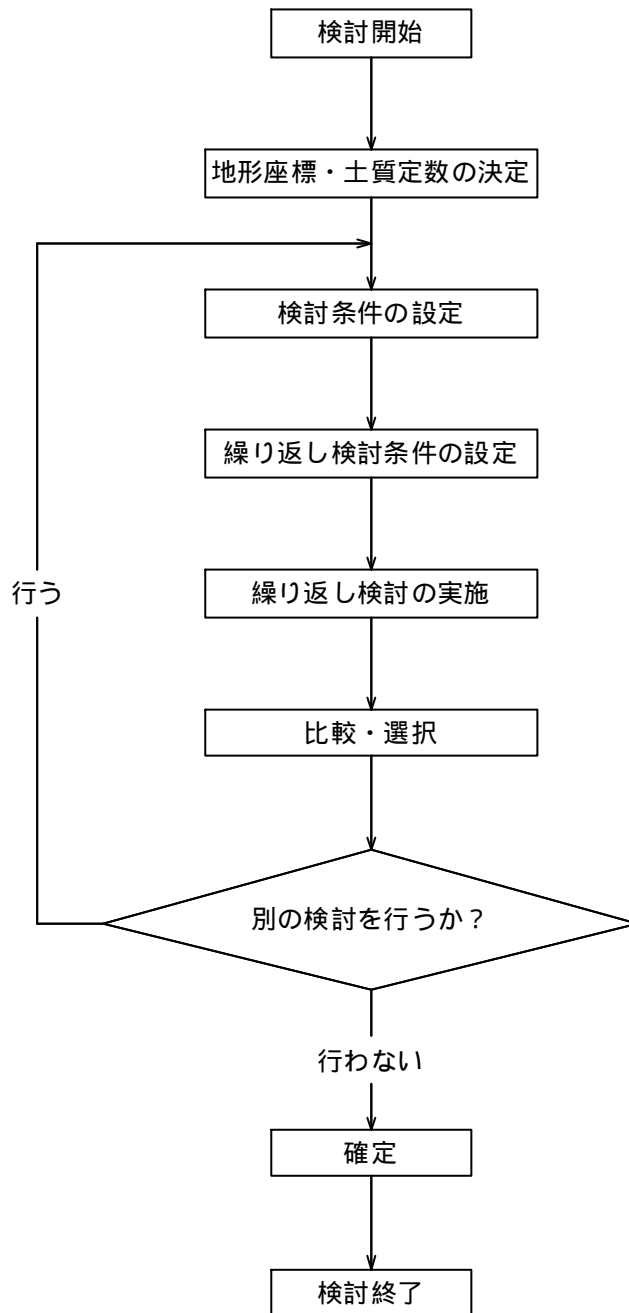 検討開始
地形座標・土質定数の決定
検討条件の設定
繰り返し検討条件の設定
繰り返し検討の実施
行う
比較・選択
別の検討を行うか？
行わない
確定
検討終了